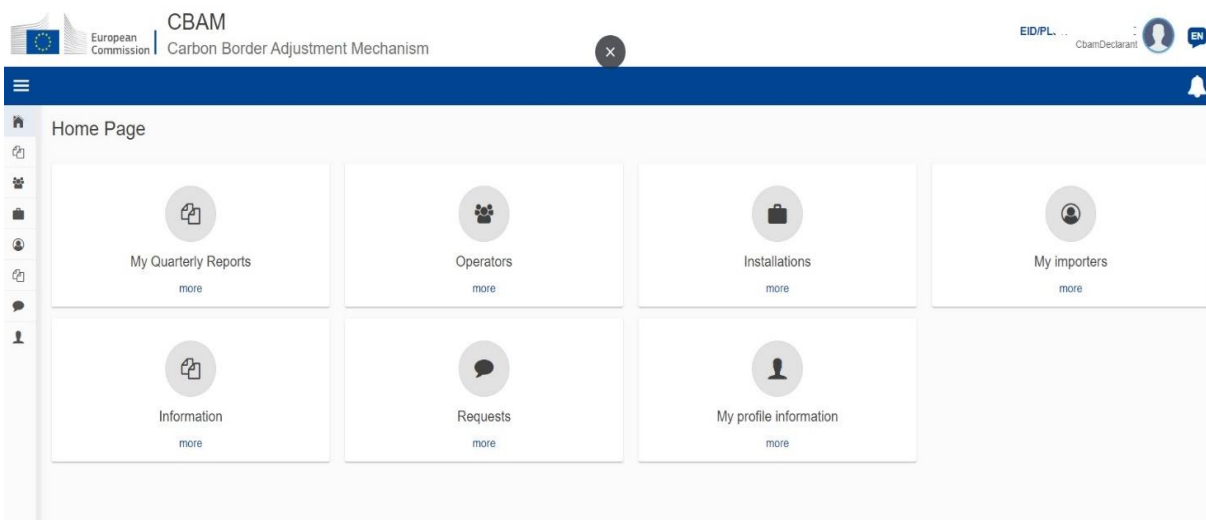 European
Commission
CBAM
Carbon Border Adjustment Mechanism
EID/PL
CbamDeclarant
EN
Home Page
My Quarterly Reports
more
Operators
more
Installations
more
My importers
more
Information
more
Requests
more
My profile information
more